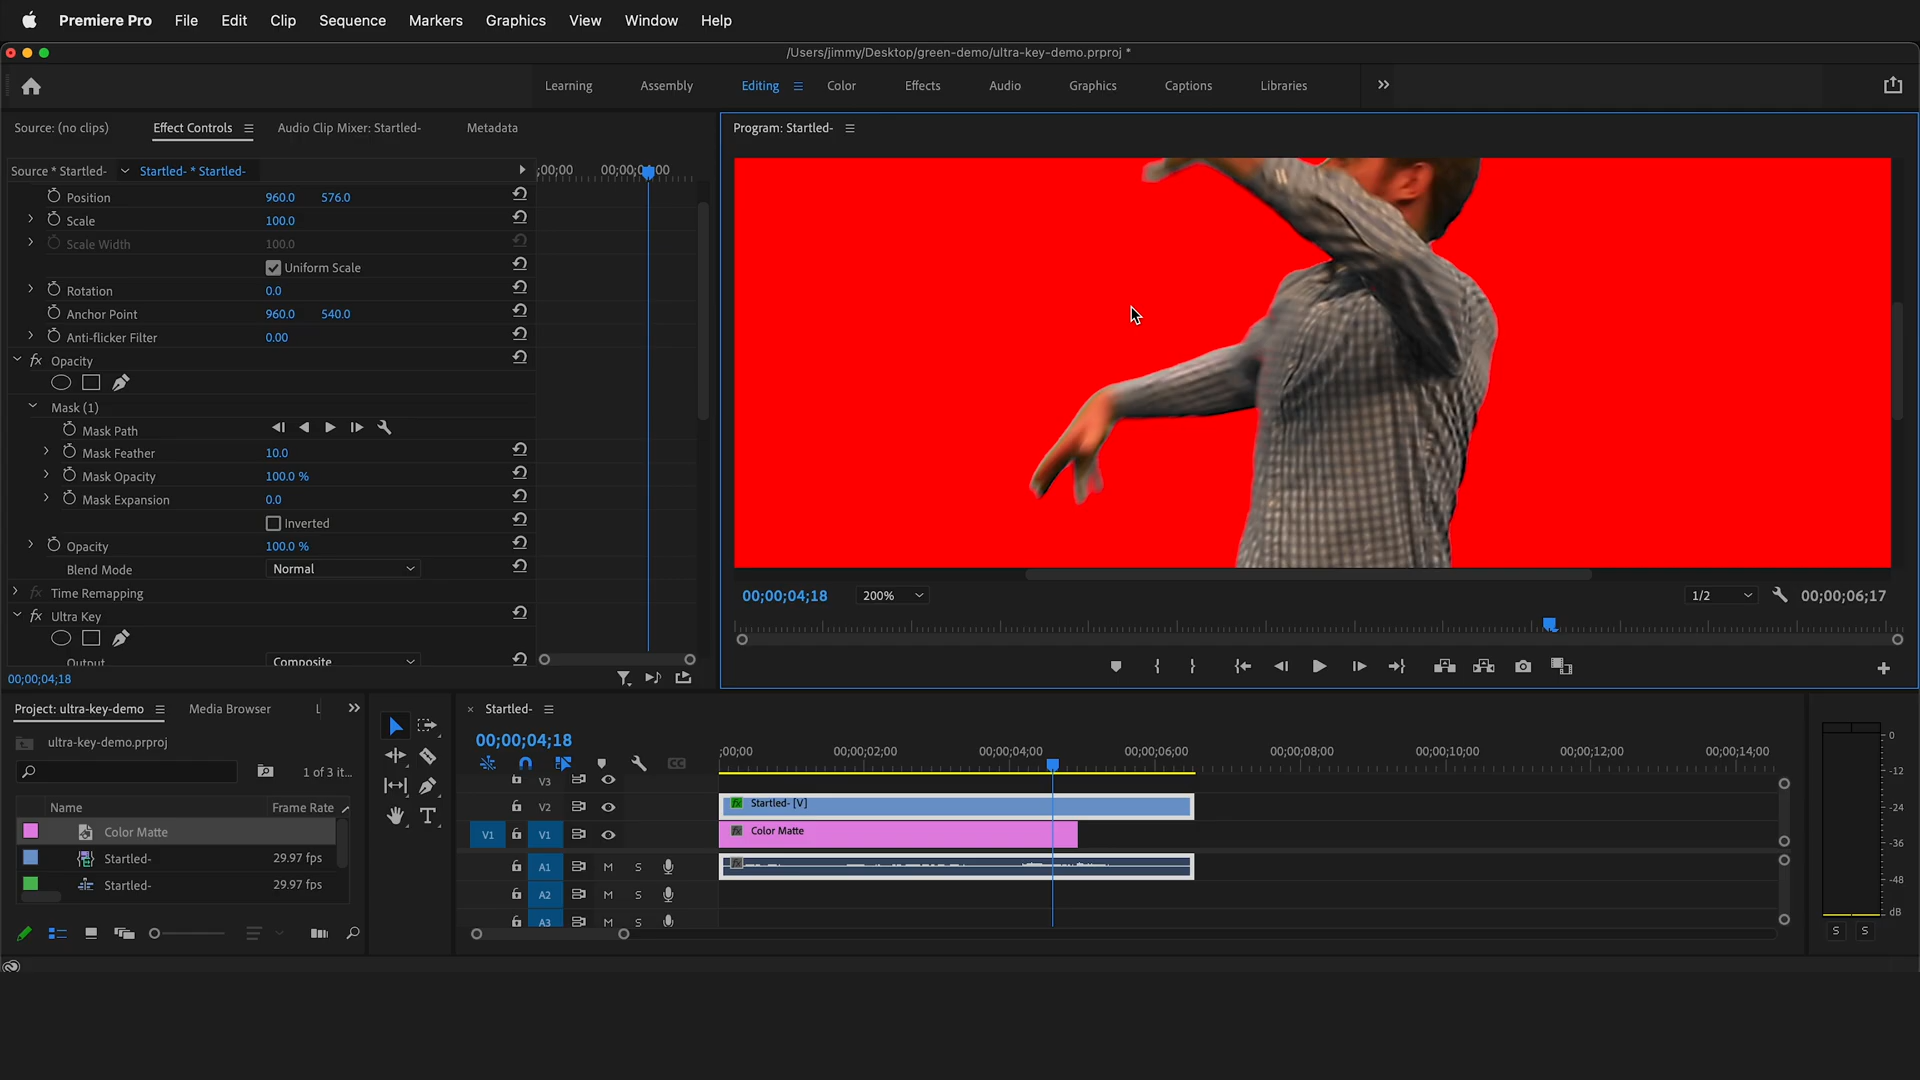 Premiere Pro File Edit Clip Sequence Markers Graphics View Window Help
/Users/jimmy/Desktop/green-demo/ultra-key-demo.prproj *
Learning Assembly Editing Color Effects Audio Graphics Captions Libraries
Source: (no clips) Effect Controls Audio Clip Mixer: Startled- Metadata
Source * Startled- Startled- * Startled-
Position 960.0 576.0
Scale 100.0
Scale Width 100.0
Uniform Scale
Rotation 0.0
Anchor Point 960.0 540.0
Anti-flicker Filter 0.00
fx Opacity
Mask (1)
Mask Path
Mask Feather 10.0
Mask Opacity 100.0 %
Mask Expansion 0.0
Inverted
Opacity 100.0 %
Blend Mode Normal
fx Time Remapping
fx Ultra Key
Output Composite
00;00;04;18
Program: Startled-
00;00;04;18 200% 1/2 00;00;06;17
Project: ultra-key-demo Media Browser
ultra-key-demo.prproj
1 of 3 it...
Name Frame Rate
Color Matte
Startled- 29.97 fps
Startled- 29.97 fps
Startled-
00;00;04;18
;00;00 00;00;02;00 00;00;04;00 00;00;06;00 00;00;08;00 00;00;10;00 00;00;12;00 00;00;14;00
V3
V2 fx Startled- [V]
V1 V1 fx Color Matte
A1 M S fx
A2 M S
A3 M S
0
-12
-24
-36
-48
dB
S S